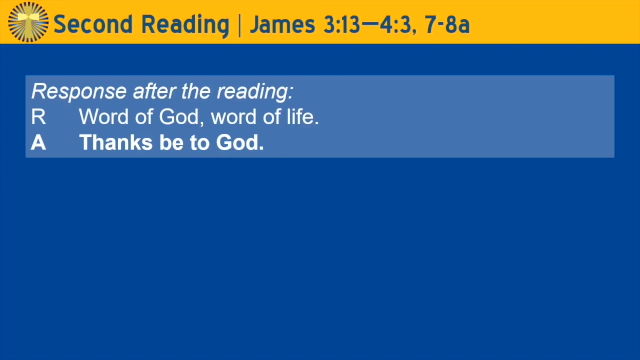 Second Reading | James 3:13—4:3, 7-8a
Response after the reading:
R Word of God, word of life.
A Thanks be to God.